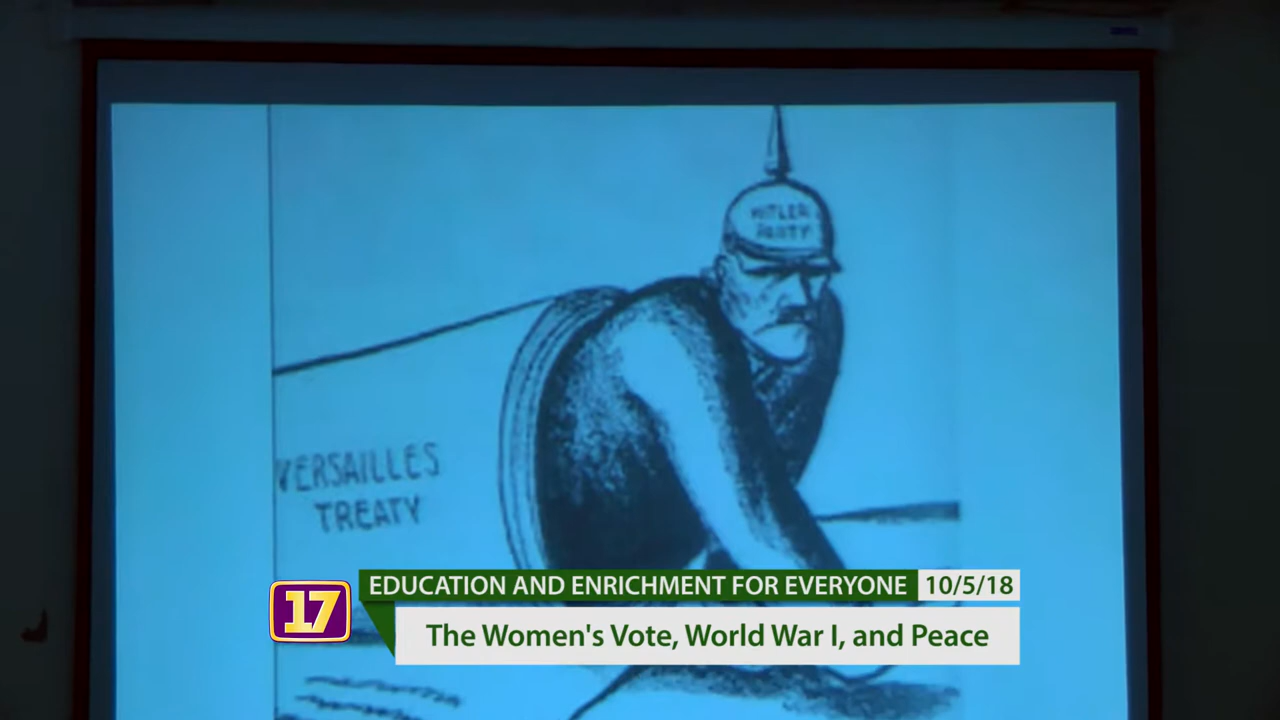 HITLER
PARTY
VERSAILLES
TREATY
17
EDUCATION AND ENRICHMENT FOR EVERYONE 10/5/18
The Women's Vote, World War I, and Peace